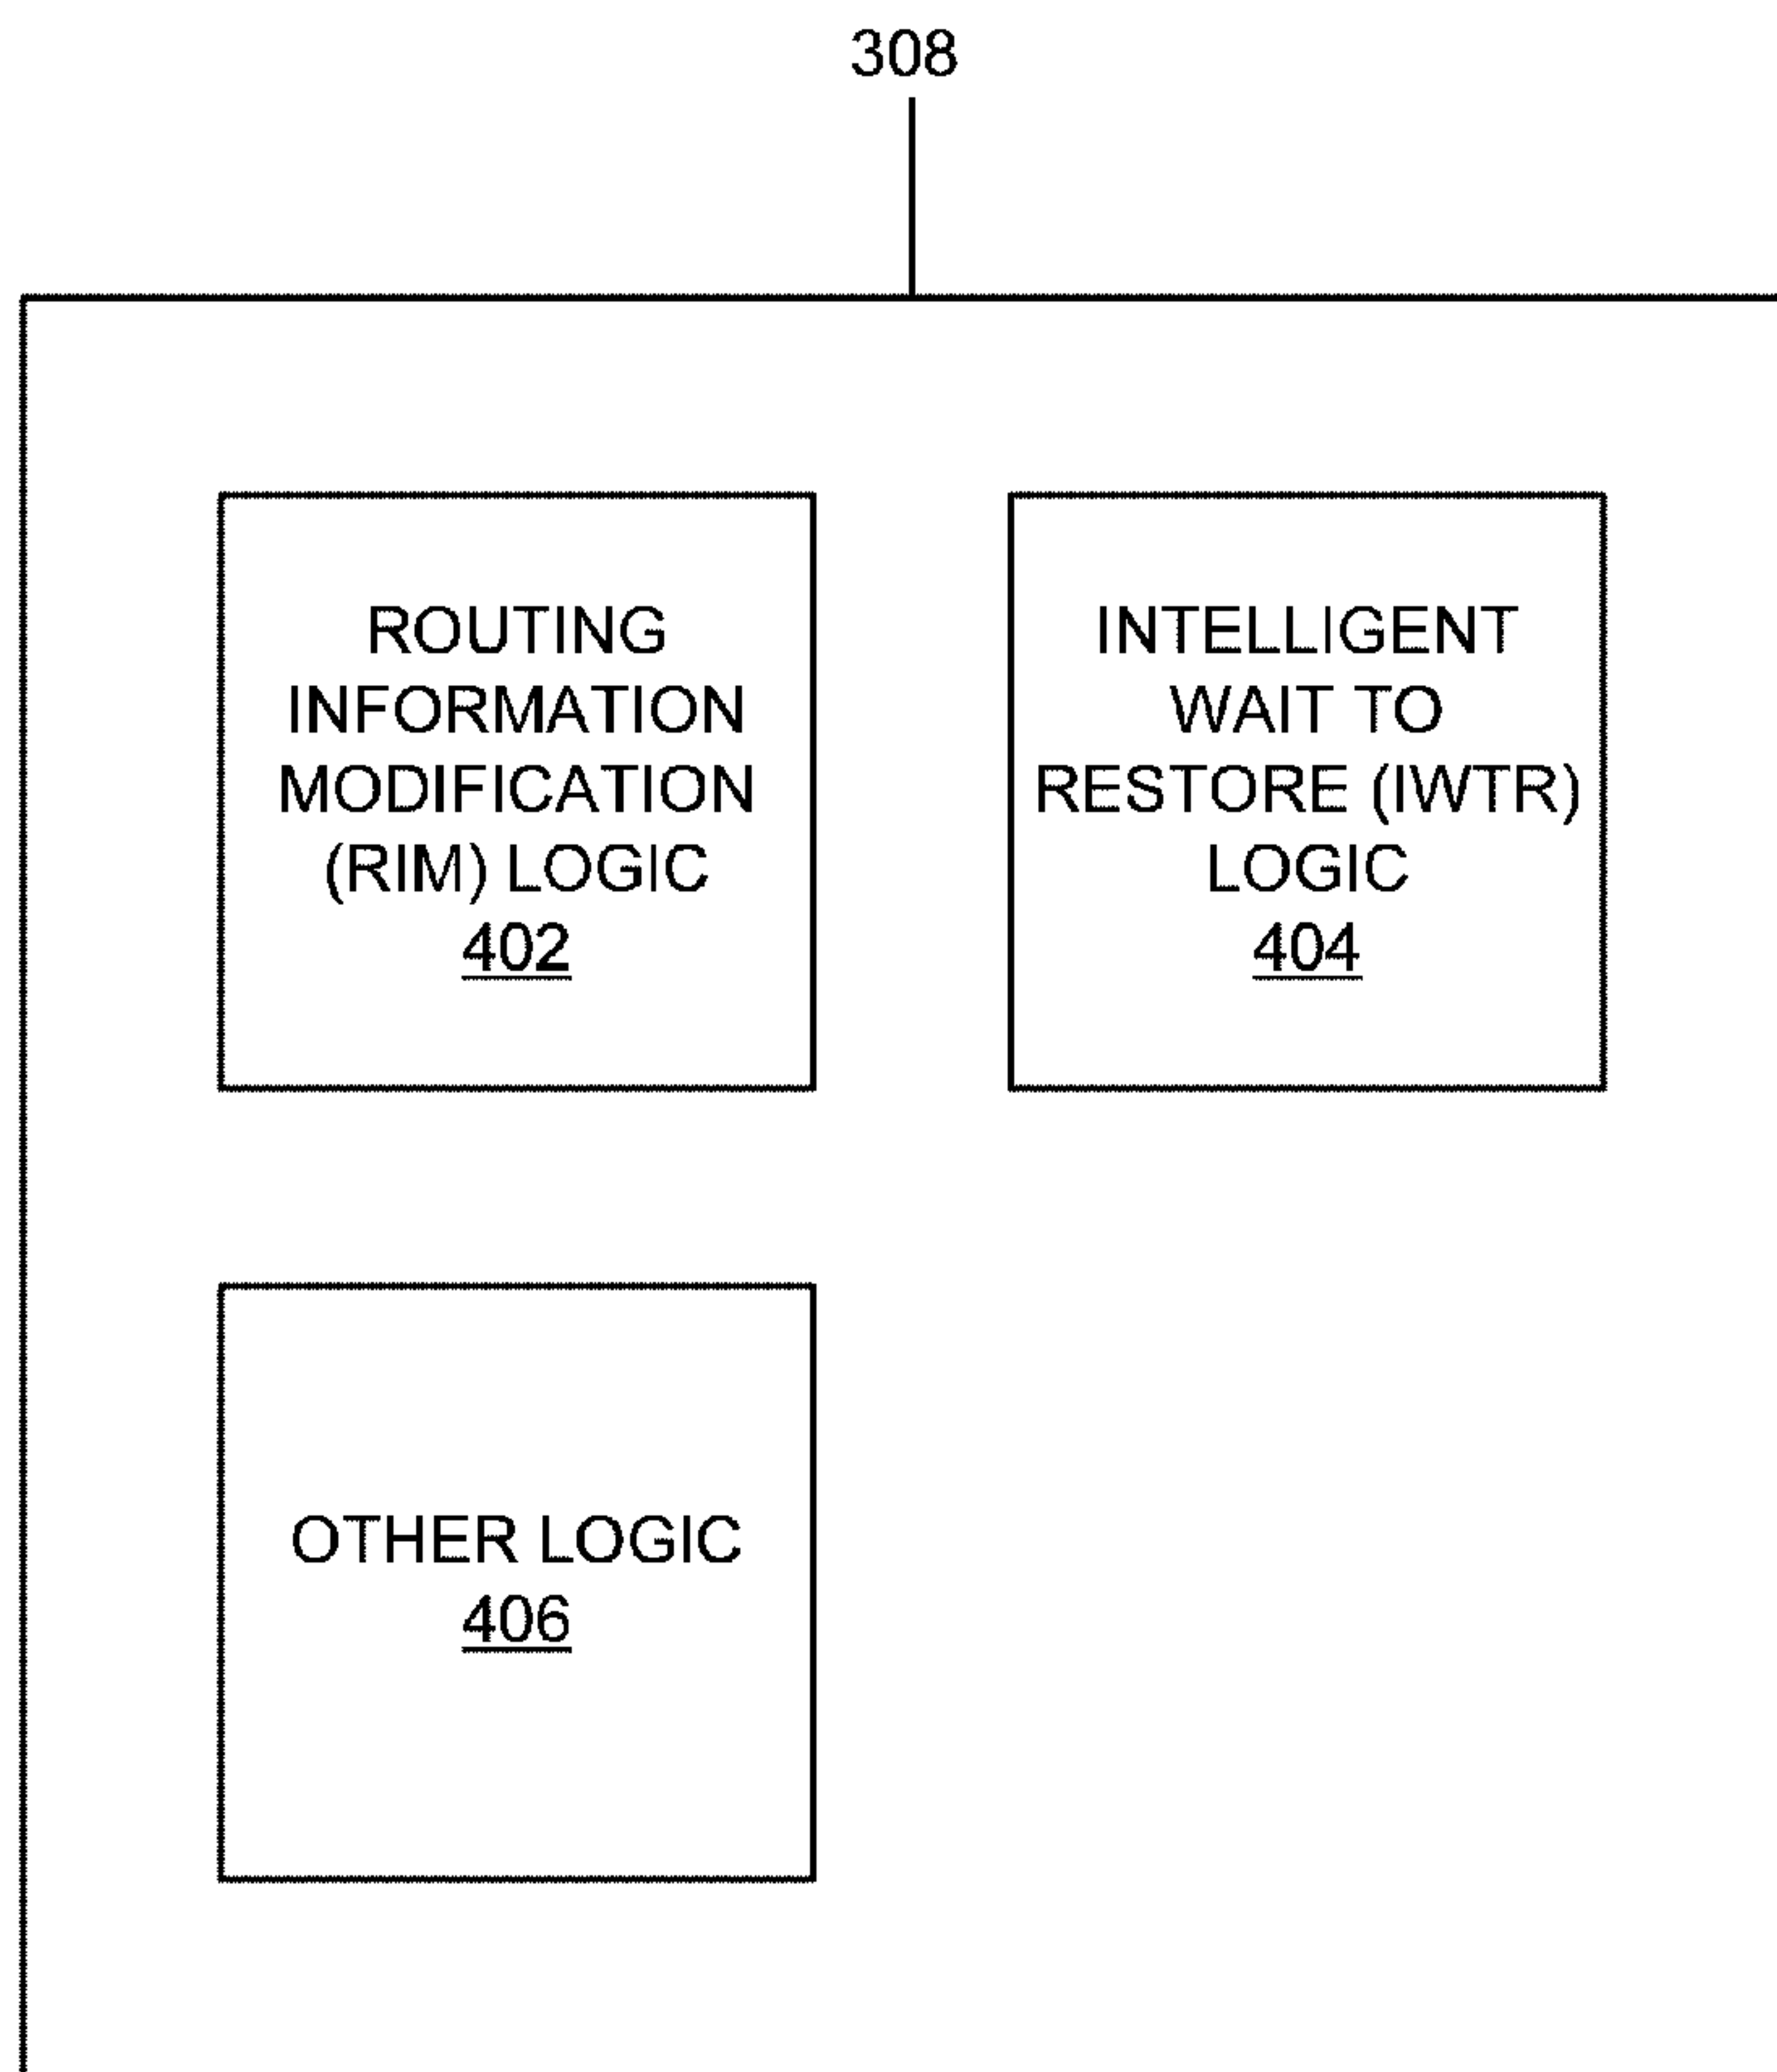 308
ROUTING
INFORMATION
MODIFICATION
(RIM) LOGIC
402
INTELLIGENT
WAIT TO
RESTORE (IWTR)
LOGIC
404
OTHER LOGIC
406